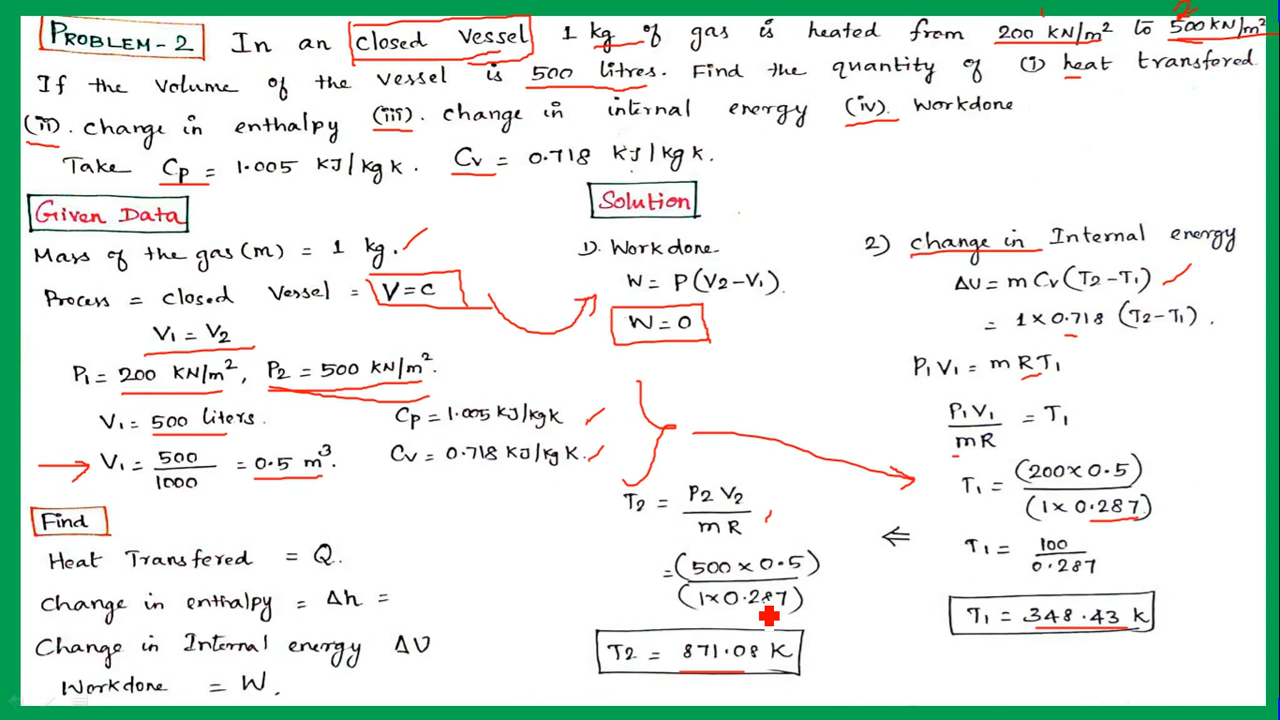 PROBLEM-2 In an closed vessel 1 kg of gas is heated from 200 KN/m² to 500 KN/m²
If the volume of the vessel is 500 litres. Find the quantity of (i) heat transfered
(ii). change in enthalpy (iii). change in internal energy (iv). workdone
Take Cp = 1.005 KJ/kg k. Cv = 0.718 KJ/kg k.
Given Data
Mass of the gas (m) = 1 kg.
Process = closed Vessel = V=C
V1 = V2
P1 = 200 KN/m², P2 = 500 KN/m².
V1 = 500 liters.
V1 = 500/1000 = 0.5 m³.
Cp = 1.005 KJ/kg K
Cv = 0.718 KJ/kg K.
Find
Heat Transfered = Q.
change in enthalpy = Δh =
Change in Internal energy ΔU
Workdone = W.
Solution
1). Workdone
W = P(V2-V1).
W = 0
T2 = P2 V2 / mR
= (500 x 0.5) / (1 x 0.287)
T2 = 871.08 K
2) change in Internal energy
ΔU = m Cv (T2-T1)
= 1 x 0.718 (T2-T1).
P1 V1 = m R T1
P1 V1 / mR = T1
T1 = (200 x 0.5) / (1 x 0.287)
⇐ T1 = 100 / 0.287
T1 = 348.43 k